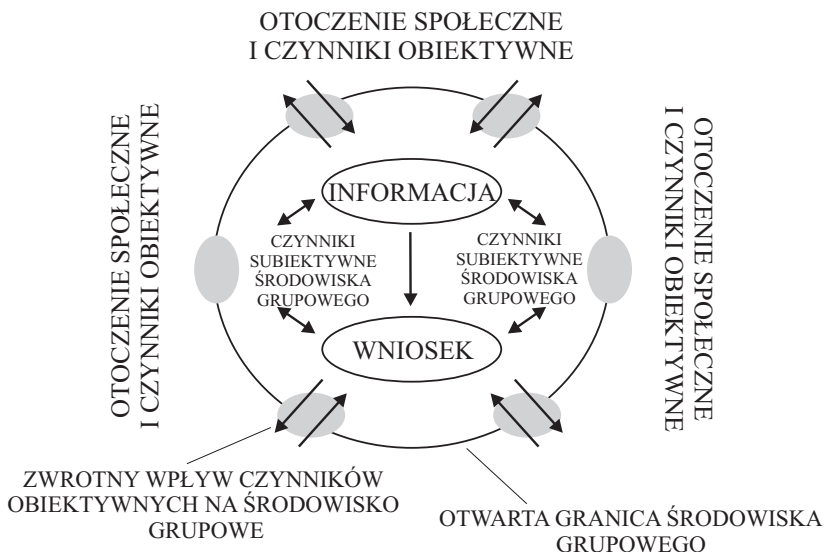 OTOCZENIE SPOŁECZNE
I CZYNNIKI OBIEKTYWNE
OTOCZENIE SPOŁECZNE
I CZYNNIKI OBIEKTYWNE
INFORMACJA
CZYNNIKI
SUBIEKTYWNE
ŚRODOWISKA
GRUPOWEGO
CZYNNIKI
SUBIEKTYWNE
ŚRODOWISKA
GRUPOWEGO
WNIOSEK
OTOCZENIE SPOŁECZNE
I CZYNNIKI OBIEKTYWNE
ZWROTNY WPŁYW CZYNNIKÓW
OBIEKTYWNYCH NA ŚRODOWISKO
GRUPOWE
OTWARTA GRANICA ŚRODOWISKA
GRUPOWEGO